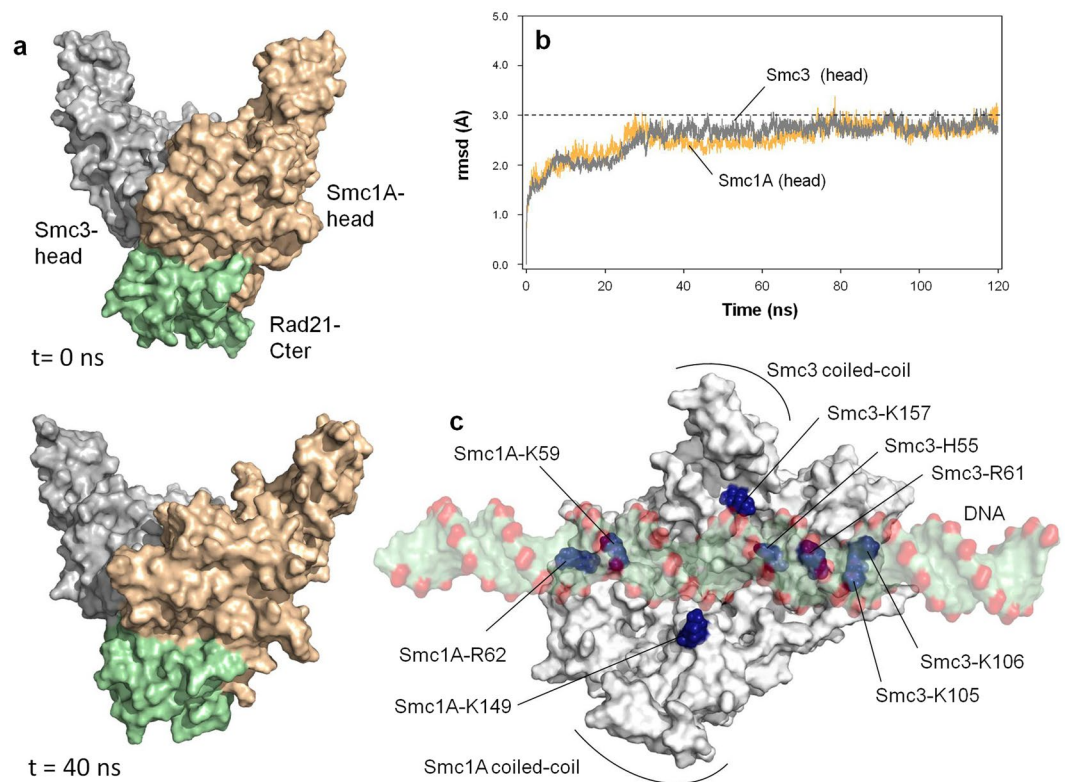 a
Smc3-
head
Smc1A-
head
Rad21-
Cter
t= 0 ns
t = 40 ns
b
5.0
4.0
3.0
2.0
1.0
0.0
rmsd (A)
Smc3 (head)
Smc1A (head)
0
20
40
60
80
100
120
Time (ns)
c
Smc3 coiled-coil
Smc3-K157
Smc3-H55
Smc3-R61
DNA
Smc1A-K59
Smc1A-R62
Smc1A-K149
Smc3-K106
Smc3-K105
Smc1A coiled-coil